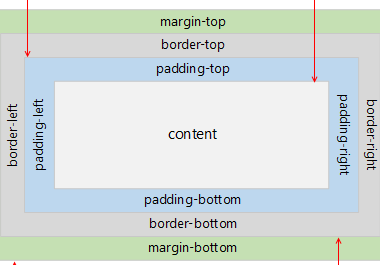 margin-top
border-top
padding-top
border-left
padding-left
content
padding-right
border-right
padding-bottom
border-bottom
margin-bottom